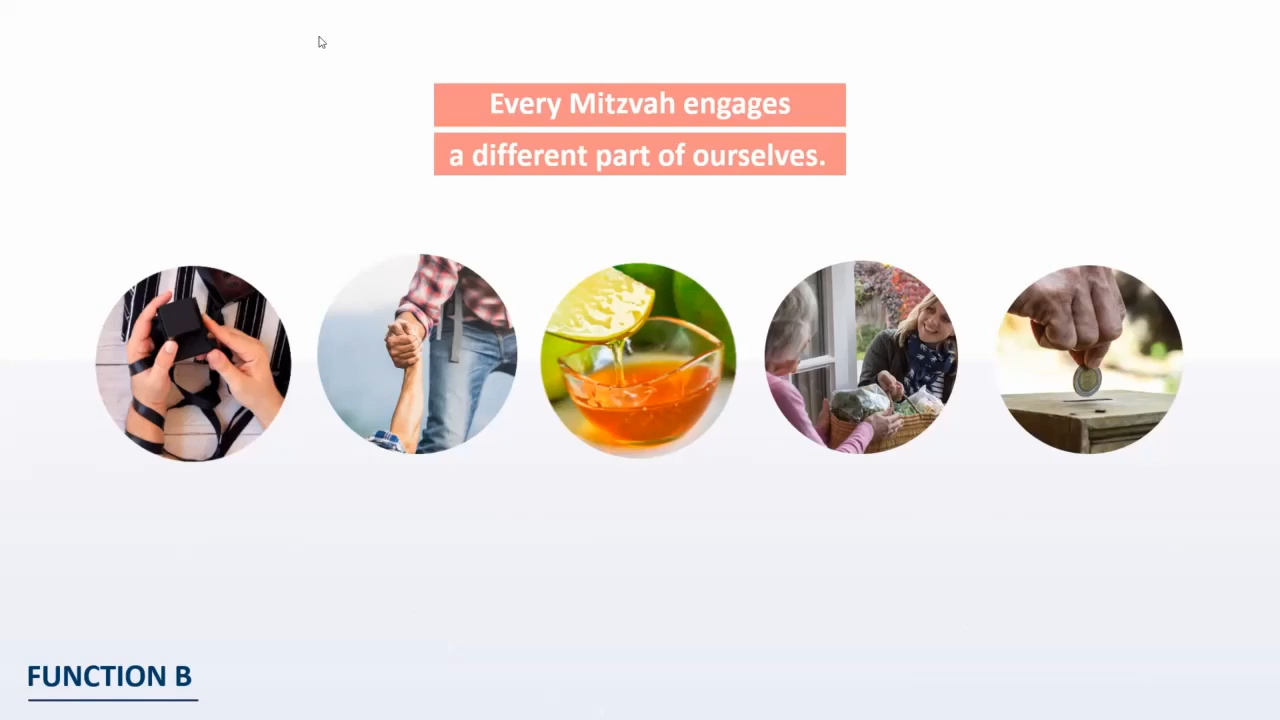 Every Mitzvah engages
a different part of ourselves.
FUNCTION B